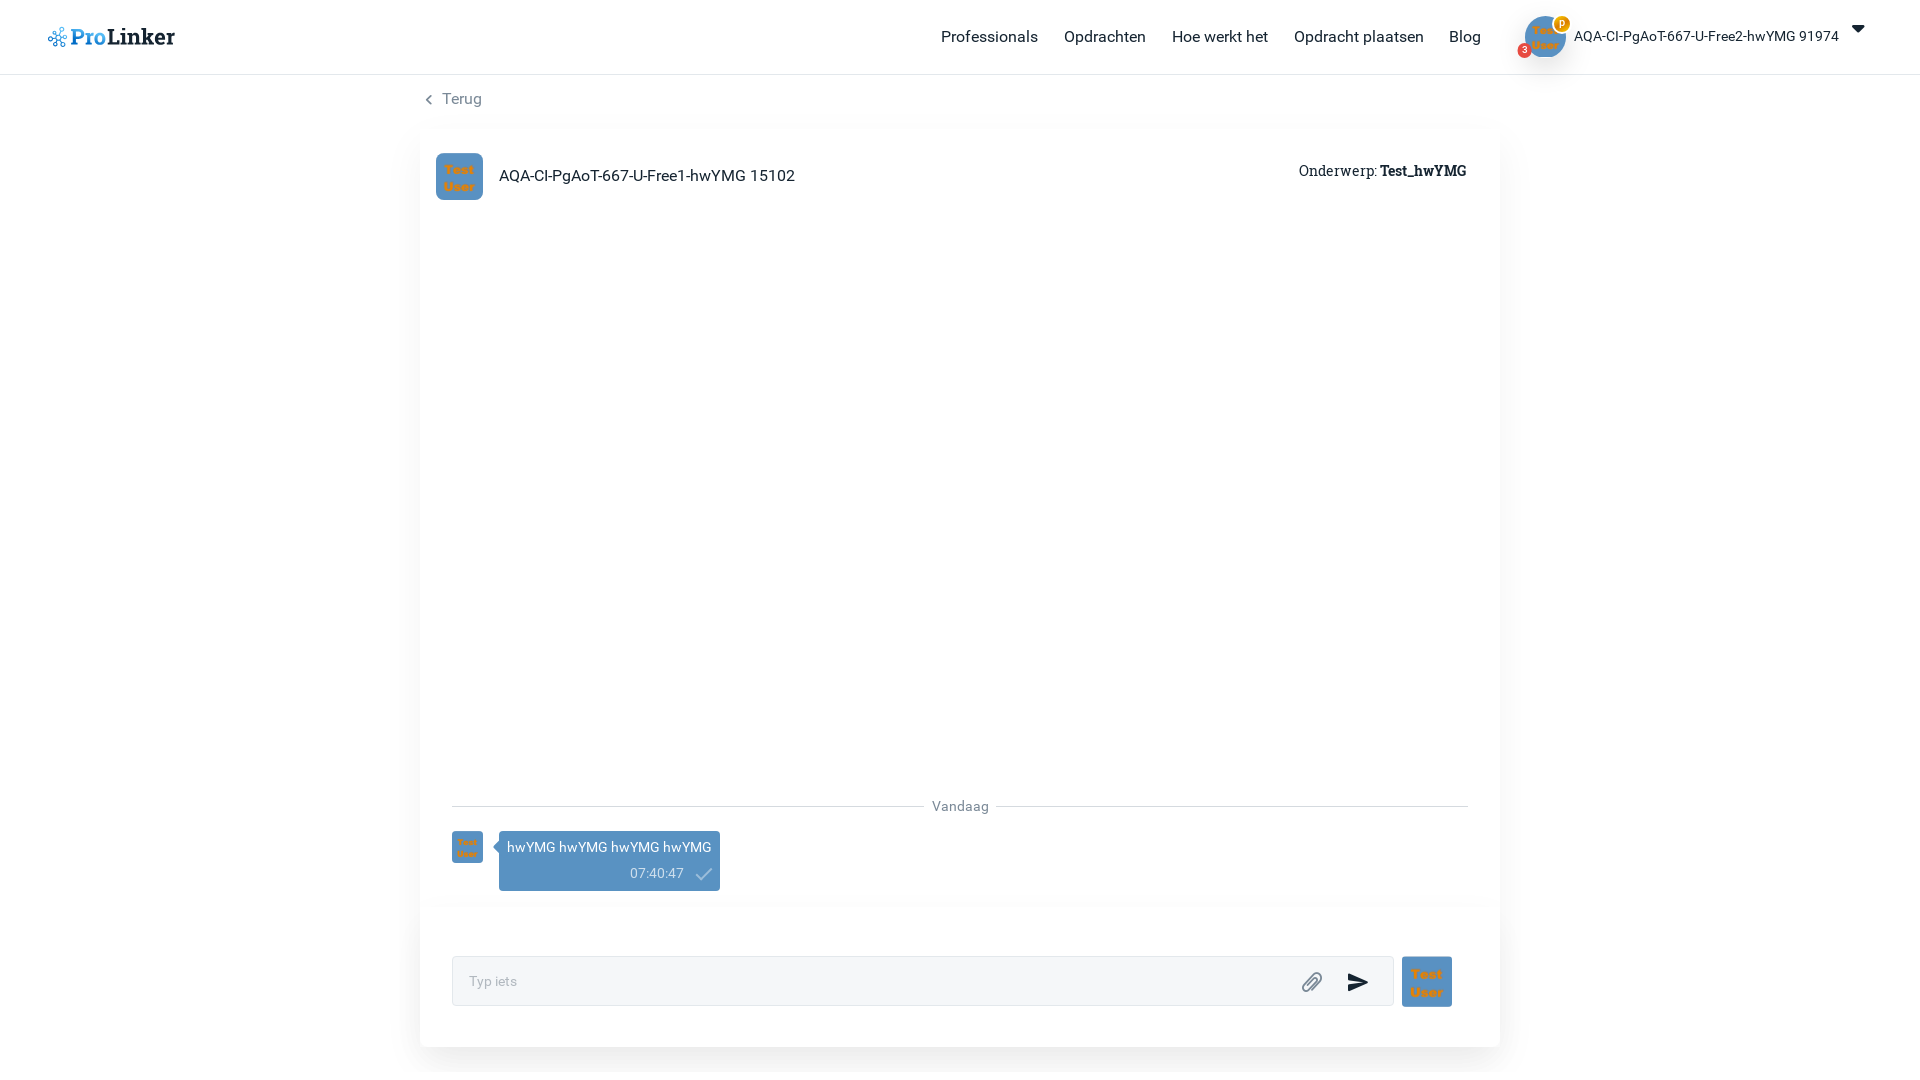 ProLinker
Professionals
Opdrachten
Hoe werkt het
Opdracht plaatsen
Blog
Test
User
P
3
AQA-CI-PgAoT-667-U-Free2-hwYMG 91974
Terug
Test
User
AQA-CI-PgAoT-667-U-Free1-hwYMG 15102
Onderwerp: Test_hwYMG
Vandaag
Test
User
hwYMG hwYMG hwYMG hwYMG
07:40:47
Typ iets
Test
User